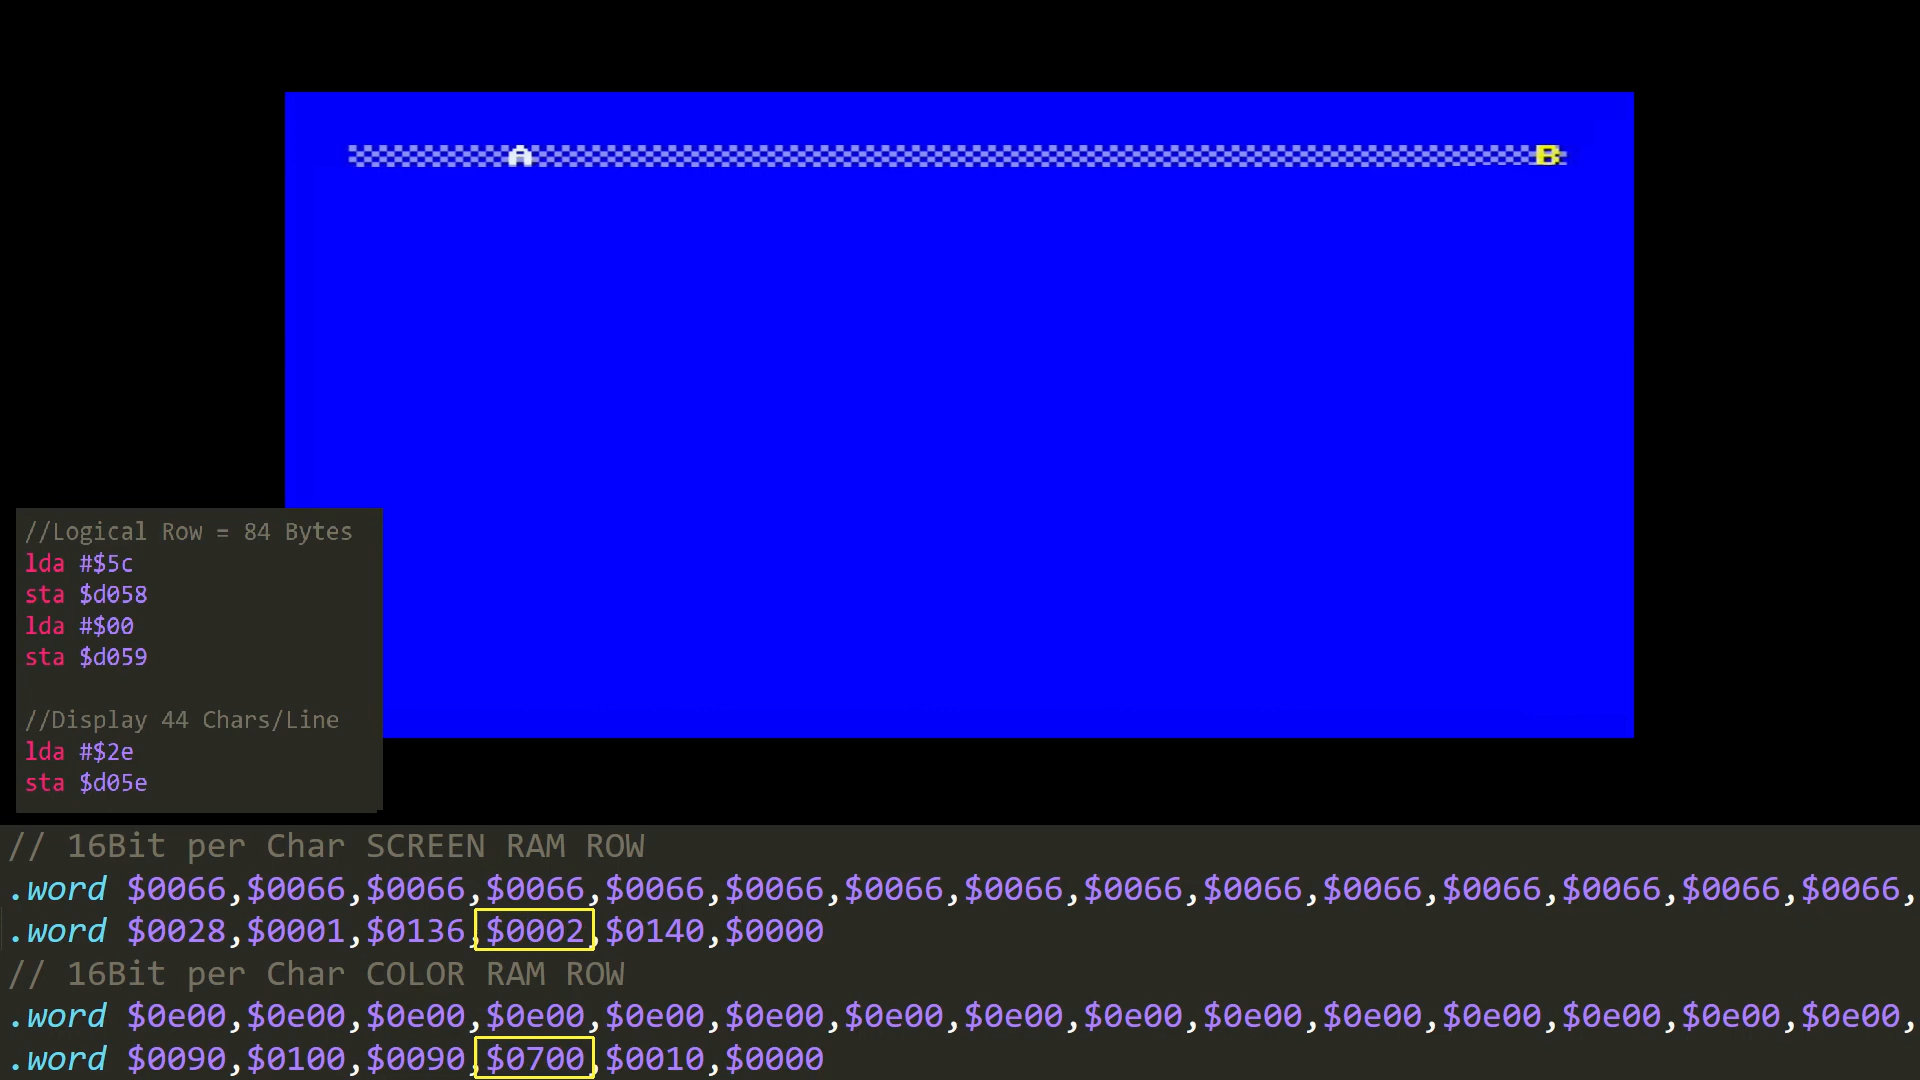 A B
//Logical Row = 84 Bytes
lda #$5c
sta $d058
lda #$00
sta $d059
//Display 44 Chars/Line
lda #$2e
sta $d05e
// 16Bit per Char SCREEN RAM ROW
.word $0066,$0066,$0066,$0066,$0066,$0066,$0066,$0066,$0066,$0066,$0066,$0066,$0066,$0066,$0066,
.word $0028,$0001,$0136,$0002,$0140,$0000
// 16Bit per Char COLOR RAM ROW
.word $0e00,$0e00,$0e00,$0e00,$0e00,$0e00,$0e00,$0e00,$0e00,$0e00,$0e00,$0e00,$0e00,$0e00,$0e00,
.word $0090,$0100,$0090,$0700,$0010,$0000